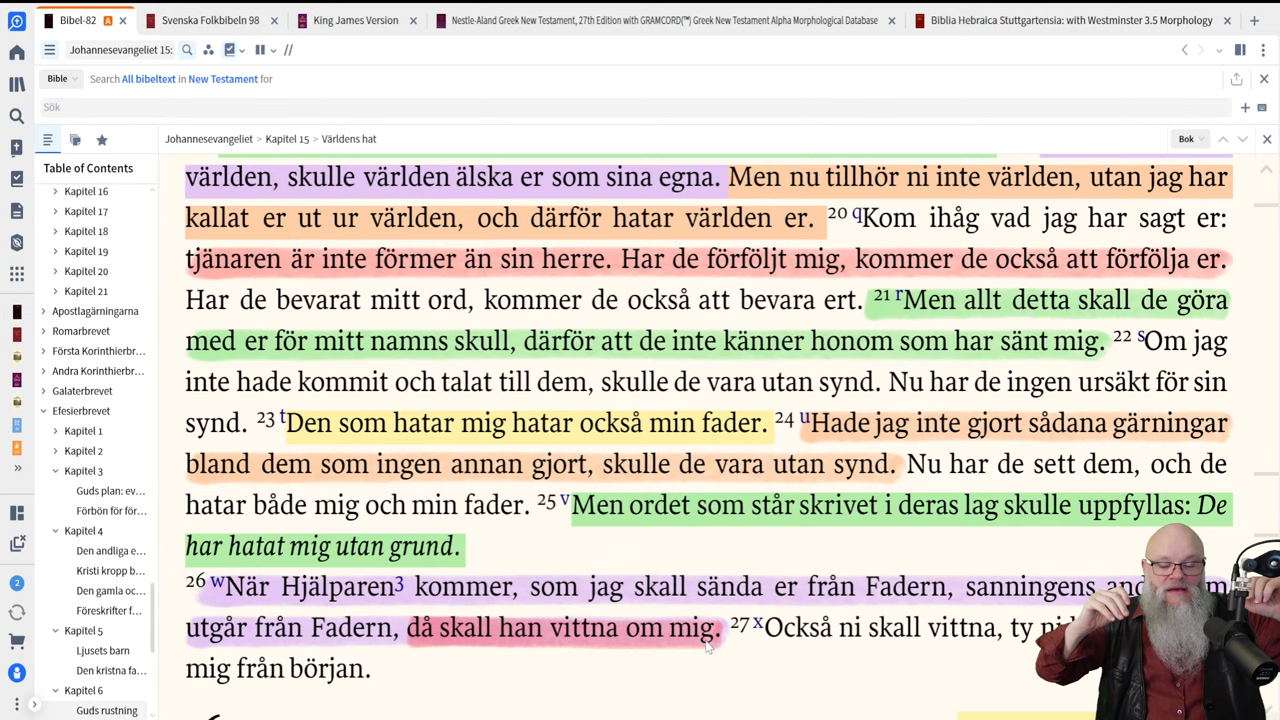 Bibel-82 A
Svenska Folkbibeln 98
King James Version
Nestle-Aland Greek New Testament, 27th Edition with GRAMCORD(™) Greek New Testament Alpha Morphological Database
Biblia Hebraica Stuttgartensia: with Westminster 3.5 Morphology
Johannesevangeliet 15:
Bible
Search All bibeltext in New Testament for
Sök
Johannesevangeliet > Kapitel 15 > Världens hat
Bok
Table of Contents
Kapitel 16
Kapitel 17
Kapitel 18
Kapitel 19
Kapitel 20
Kapitel 21
Apostlagärningarna
Romarbrevet
Första Korinthierbr...
Andra Korinthierbr...
Galaterbrevet
Efesierbrevet
Kapitel 1
Kapitel 2
Kapitel 3
Guds plan: ev...
Förbön för för...
Kapitel 4
Den andliga e...
Kristi kropp b...
Den gamla oc...
Föreskrifter f...
Kapitel 5
Ljusets barn
Den kristna fa...
Kapitel 6
Guds rustning
2
världen, skulle världen älska er som sina egna. Men nu tillhör ni inte världen, utan jag har
kallat er ut ur världen, och därför hatar världen er. 20 qKom ihåg vad jag har sagt er:
tjänaren är inte förmer än sin herre. Har de förföljt mig, kommer de också att förfölja er.
Har de bevarat mitt ord, kommer de också att bevara ert. 21 rMen allt detta skall de göra
med er för mitt namns skull, därför att de inte känner honom som har sänt mig. 22 sOm jag
inte hade kommit och talat till dem, skulle de vara utan synd. Nu har de ingen ursäkt för sin
synd. 23 tDen som hatar mig hatar också min fader. 24 uHade jag inte gjort sådana gärningar
bland dem som ingen annan gjort, skulle de vara utan synd. Nu har de sett dem, och de
hatar både mig och min fader. 25 vMen ordet som står skrivet i deras lag skulle uppfyllas: De
har hatat mig utan grund.
26 wNär Hjälparen3 kommer, som jag skall sända er från Fadern, sanningens
utgår från Fadern, då skall han vittna om mig. 27 xOckså ni skall vittna, ty ni
mig från början.